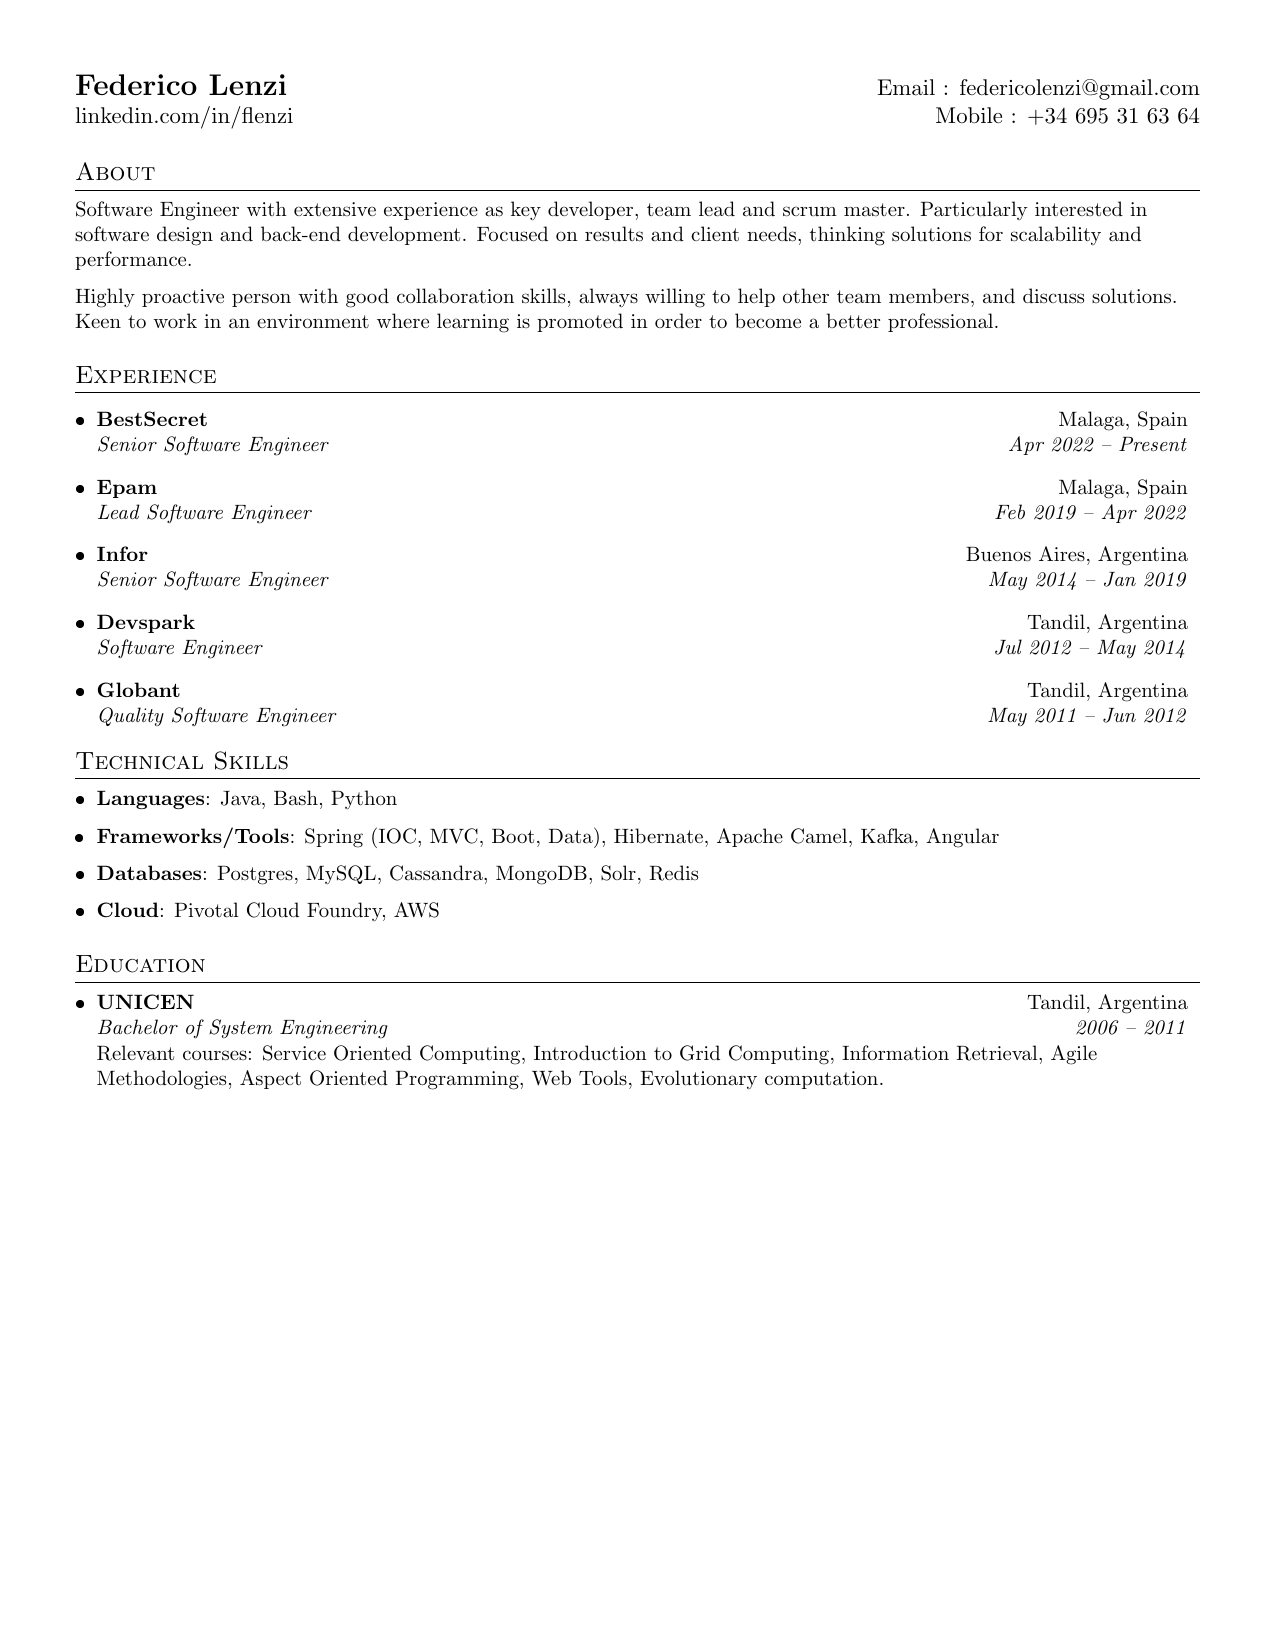 Federico Lenzi
Email : federicolenzi@gmail.com
linkedin.com/in/flenzi
Mobile : +34 695 31 63 64
About
Software Engineer with extensive experience as key developer, team lead and scrum master. Particularly interested in
software design and back-end development. Focused on results and client needs, thinking solutions for scalability and
performance.
Highly proactive person with good collaboration skills, always willing to help other team members, and discuss solutions.
Keen to work in an environment where learning is promoted in order to become a better professional.
Experience
• BestSecret Malaga, Spain
Senior Software Engineer Apr 2022 – Present
• Epam Malaga, Spain
Lead Software Engineer Feb 2019 – Apr 2022
• Infor Buenos Aires, Argentina
Senior Software Engineer May 2014 – Jan 2019
• Devspark Tandil, Argentina
Software Engineer Jul 2012 – May 2014
• Globant Tandil, Argentina
Quality Software Engineer May 2011 – Jun 2012
Technical Skills
• Languages: Java, Bash, Python
• Frameworks/Tools: Spring (IOC, MVC, Boot, Data), Hibernate, Apache Camel, Kafka, Angular
• Databases: Postgres, MySQL, Cassandra, MongoDB, Solr, Redis
• Cloud: Pivotal Cloud Foundry, AWS
Education
• UNICEN Tandil, Argentina
Bachelor of System Engineering 2006 – 2011
Relevant courses: Service Oriented Computing, Introduction to Grid Computing, Information Retrieval, Agile
Methodologies, Aspect Oriented Programming, Web Tools, Evolutionary computation.